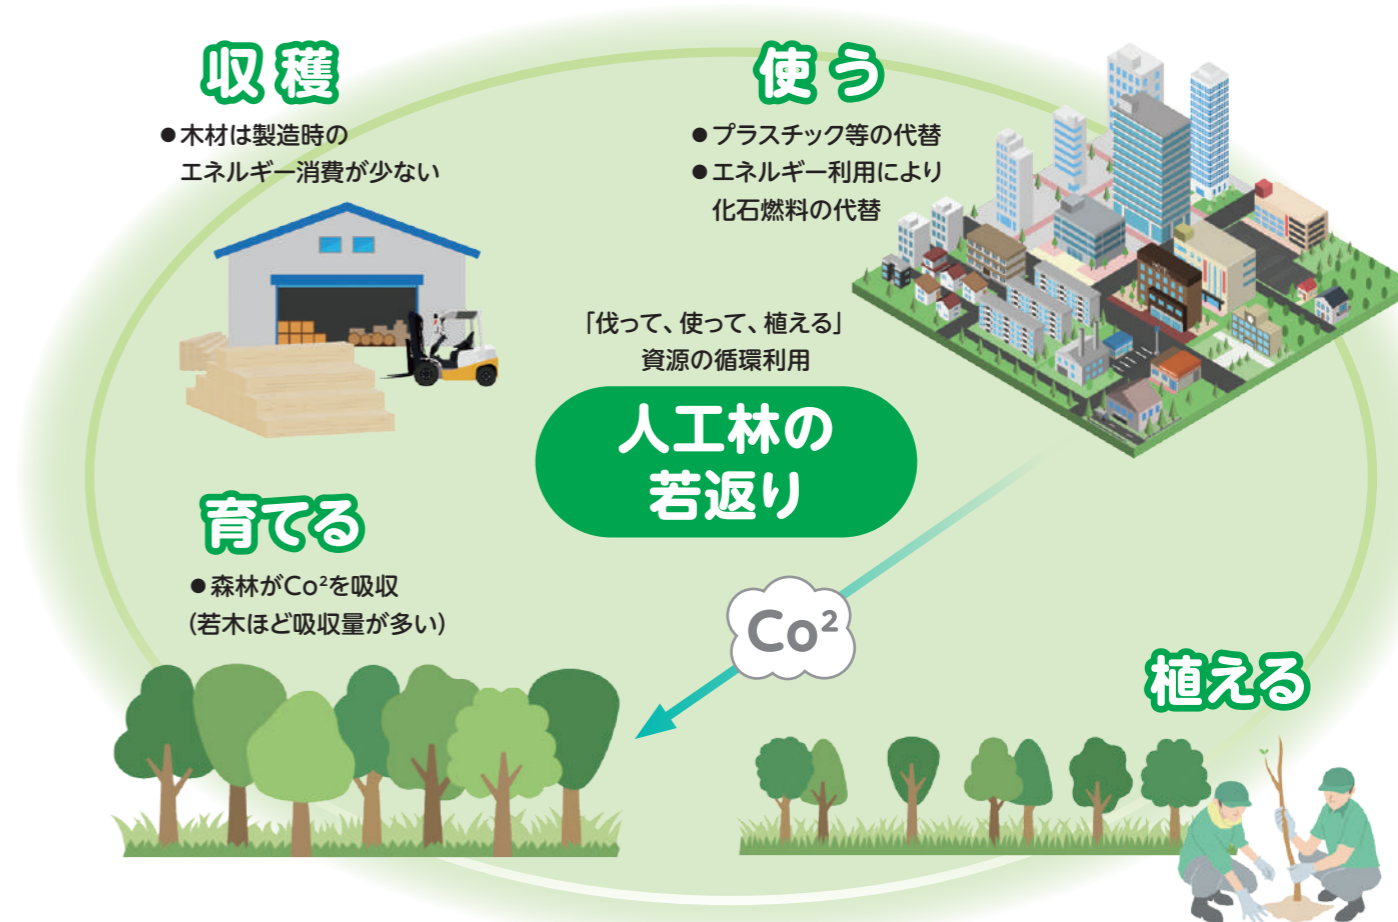 収穫
●木材は製造時の
エネルギー消費が少ない
使う
●プラスチック等の代替
●エネルギー利用により
化石燃料の代替
「伐って、使って、植える」
資源の循環利用
人工林の
若返り
育てる
●森林がCo²を吸収
(若木ほど吸収量が多い)
Co²
植える